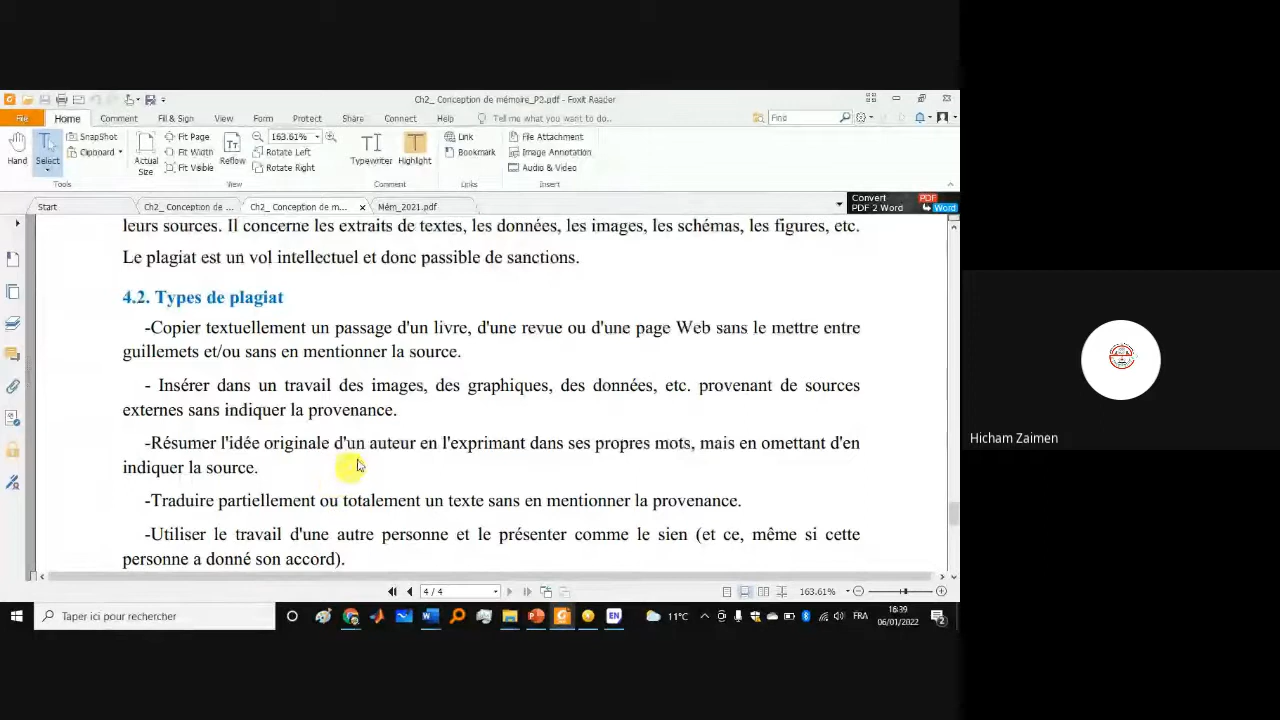 Ch2_ Conception de mémoire_P2.pdf - Foxit Reader
File Home Comment Fill & Sign View Form Protect Share Connect Help Tell me what you want to do.. Find
Hand
Select
SnapShot
Clipboard
Actual Size
Fit Page
Fit Width
Fit Visible
Reflow
163.61%
Rotate Left
Rotate Right
Typewriter
Highlight
Link
Bookmark
File Attachment
Image Annotation
Audio & Video
Tools View Comment Links Insert
Start Ch2_ Conception de ... Ch2_ Conception de m... Mém_2021.pdf
Convert PDF
PDF 2 Word Word
leurs sources. Il concerne les extraits de textes, les données, les images, les schémas, les figures, etc.
Le plagiat est un vol intellectuel et donc passible de sanctions.
4.2. Types de plagiat
-Copier textuellement un passage d'un livre, d'une revue ou d'une page Web sans le mettre entre
guillemets et/ou sans en mentionner la source.
- Insérer dans un travail des images, des graphiques, des données, etc. provenant de sources
externes sans indiquer la provenance.
-Résumer l'idée originale d'un auteur en l'exprimant dans ses propres mots, mais en omettant d'en
indiquer la source.
-Traduire partiellement ou totalement un texte sans en mentionner la provenance.
-Utiliser le travail d'une autre personne et le présenter comme le sien (et ce, même si cette
personne a donné son accord).
4 / 4
163.61%
Taper ici pour rechercher
EN
11°C
FRA
16:39
06/01/2022
2
Hicham Zaimen